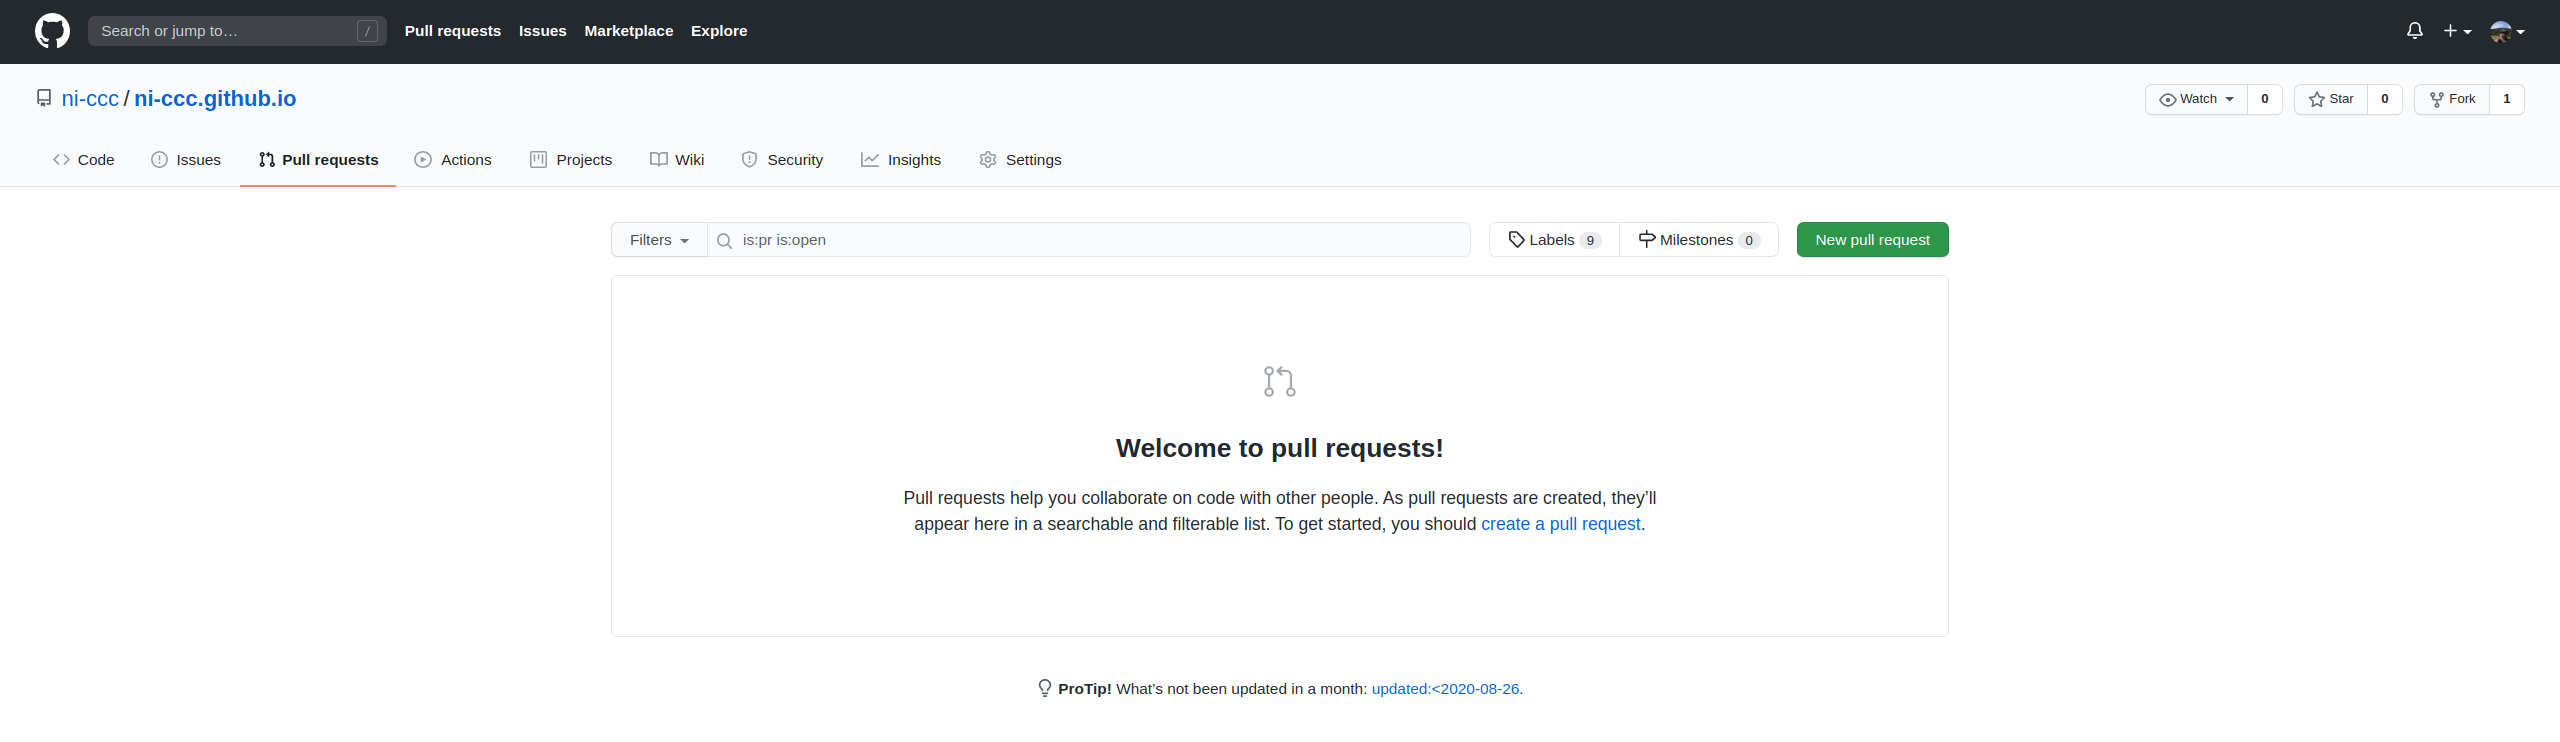 Search or jump to… / Pull requests Issues Marketplace Explore
ni-ccc / ni-ccc.github.io Watch 0 Star 0 Fork 1
Code Issues Pull requests Actions Projects Wiki Security Insights Settings
Filters is:pr is:open Labels 9 Milestones 0 New pull request
Welcome to pull requests!
Pull requests help you collaborate on code with other people. As pull requests are created, they’ll
appear here in a searchable and filterable list. To get started, you should create a pull request.
ProTip! What’s not been updated in a month: updated:<2020-08-26.